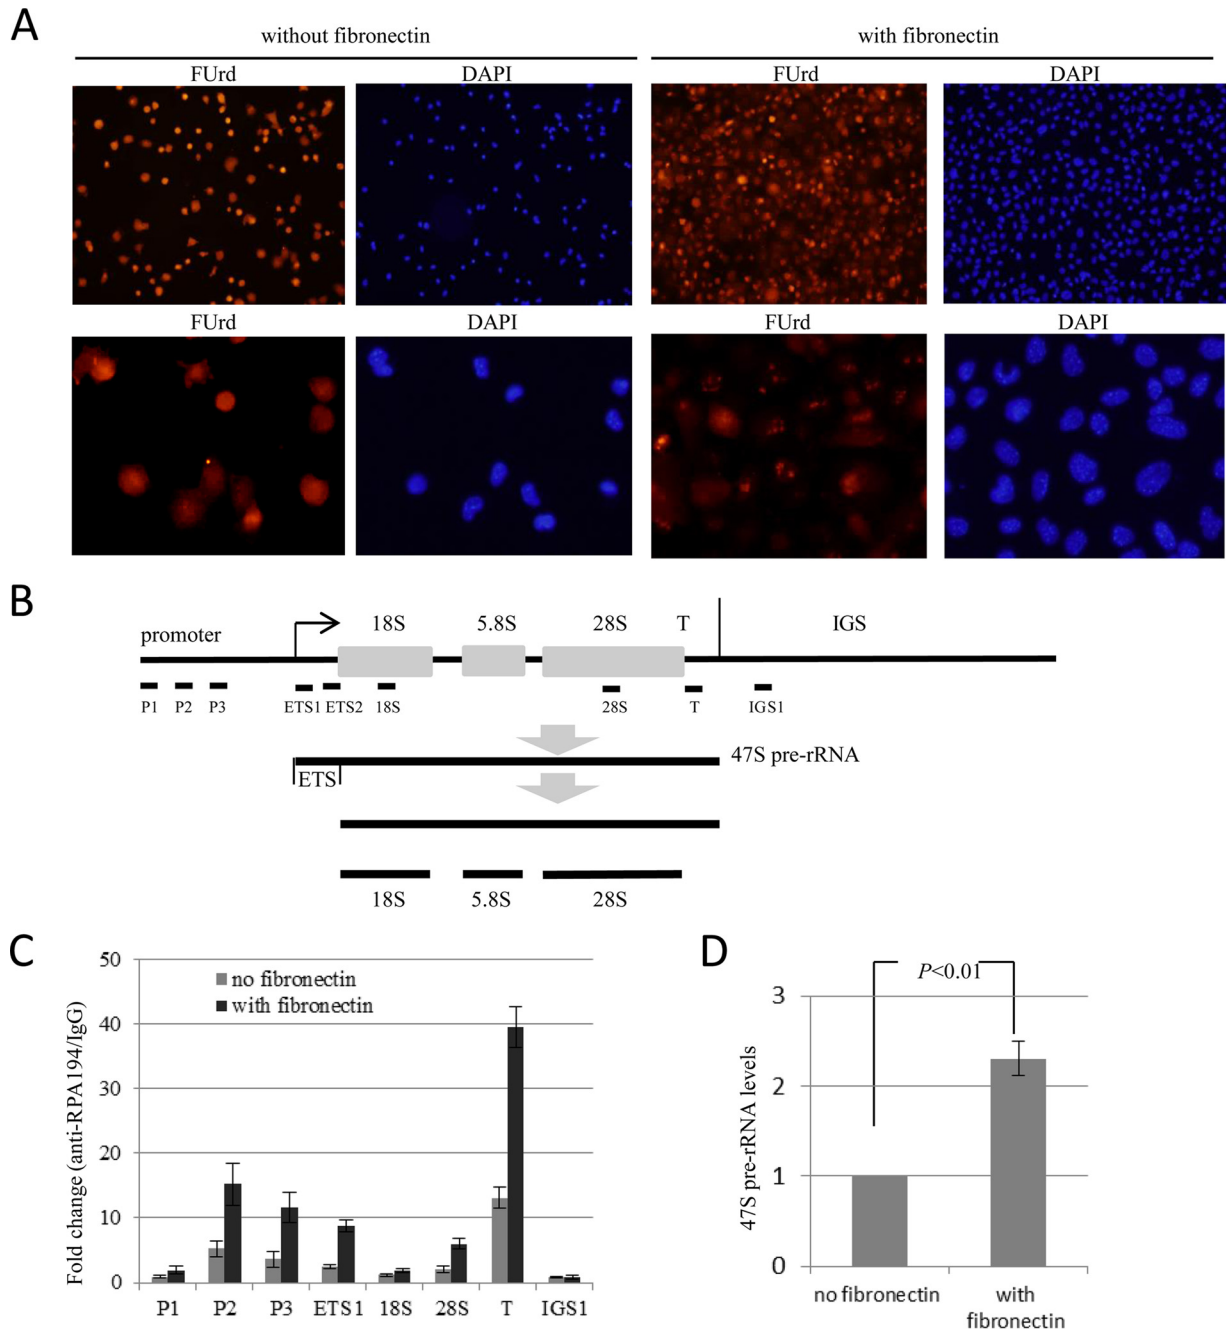 A
without fibronectin
with fibronectin
FUrd
DAPI
FUrd
DAPI
FUrd
DAPI
FUrd
DAPI
B
promoter
18S
5.8S
28S
T
IGS
P1
P2
P3
ETS1
ETS2
18S
28S
T
IGS1
47S pre-rRNA
ETS
18S
5.8S
28S
C
Fold change (anti-RPA194/IgG)
50
40
30
20
10
0
no fibronectin
with fibronectin
P1
P2
P3
ETS1
18S
28S
T
IGS1
D
P<0.01
47S pre-rRNA levels
3
2
1
0
no fibronectin
with
fibronectin